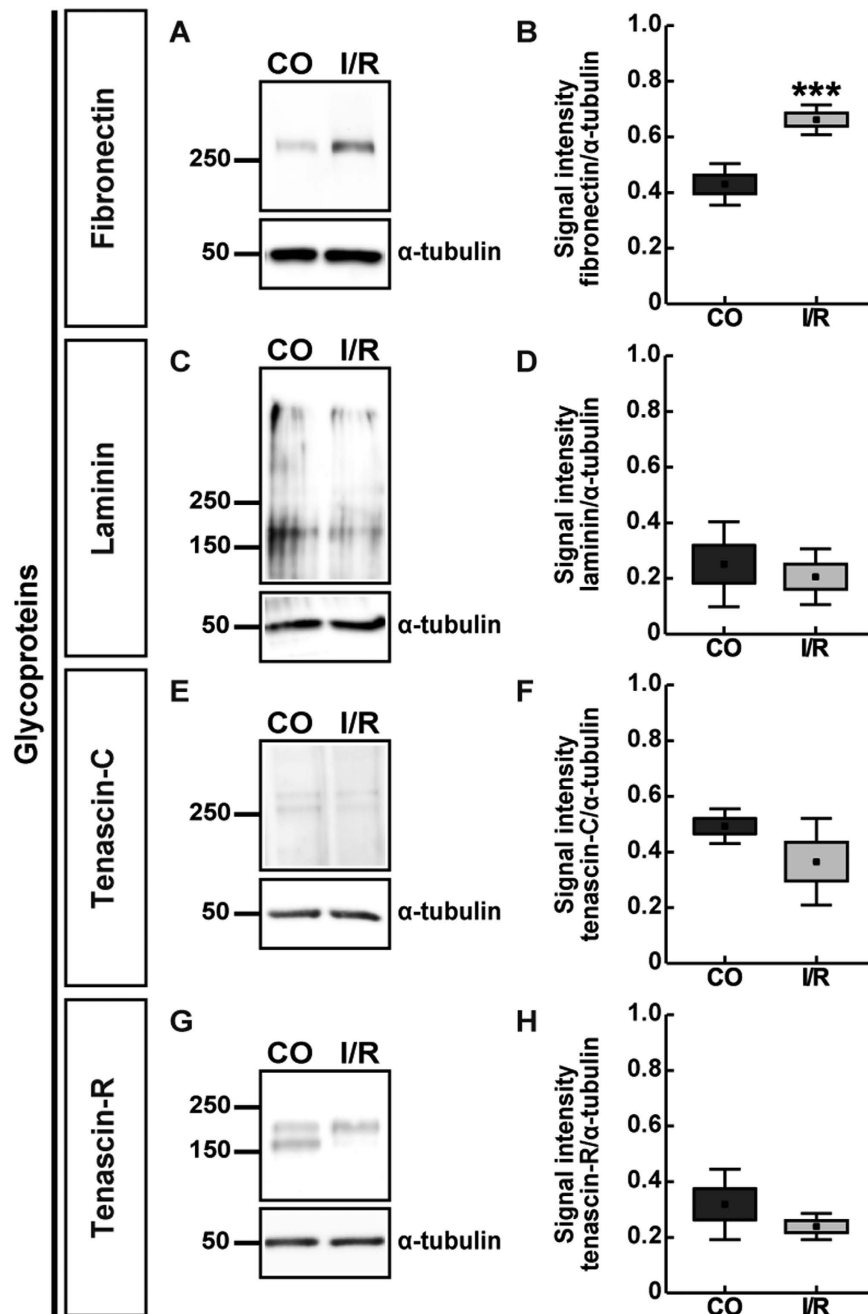 Glycoproteins
Fibronectin
A
CO I/R
250
50
α-tubulin
B
Signal intensity
fibronectin/α-tubulin
1.0
0.8
0.6
0.4
0.2
0
***
CO I/R
Laminin
C
CO I/R
250
150
50
α-tubulin
D
Signal intensity
laminin/α-tubulin
1.0
0.8
0.6
0.4
0.2
0
CO I/R
Tenascin-C
E
CO I/R
250
50
α-tubulin
F
Signal intensity
tenascin-C/α-tubulin
1.0
0.8
0.6
0.4
0.2
0
CO I/R
Tenascin-R
G
CO I/R
250
150
50
α-tubulin
H
Signal intensity
tenascin-R/α-tubulin
1.0
0.8
0.6
0.4
0.2
0
CO I/R